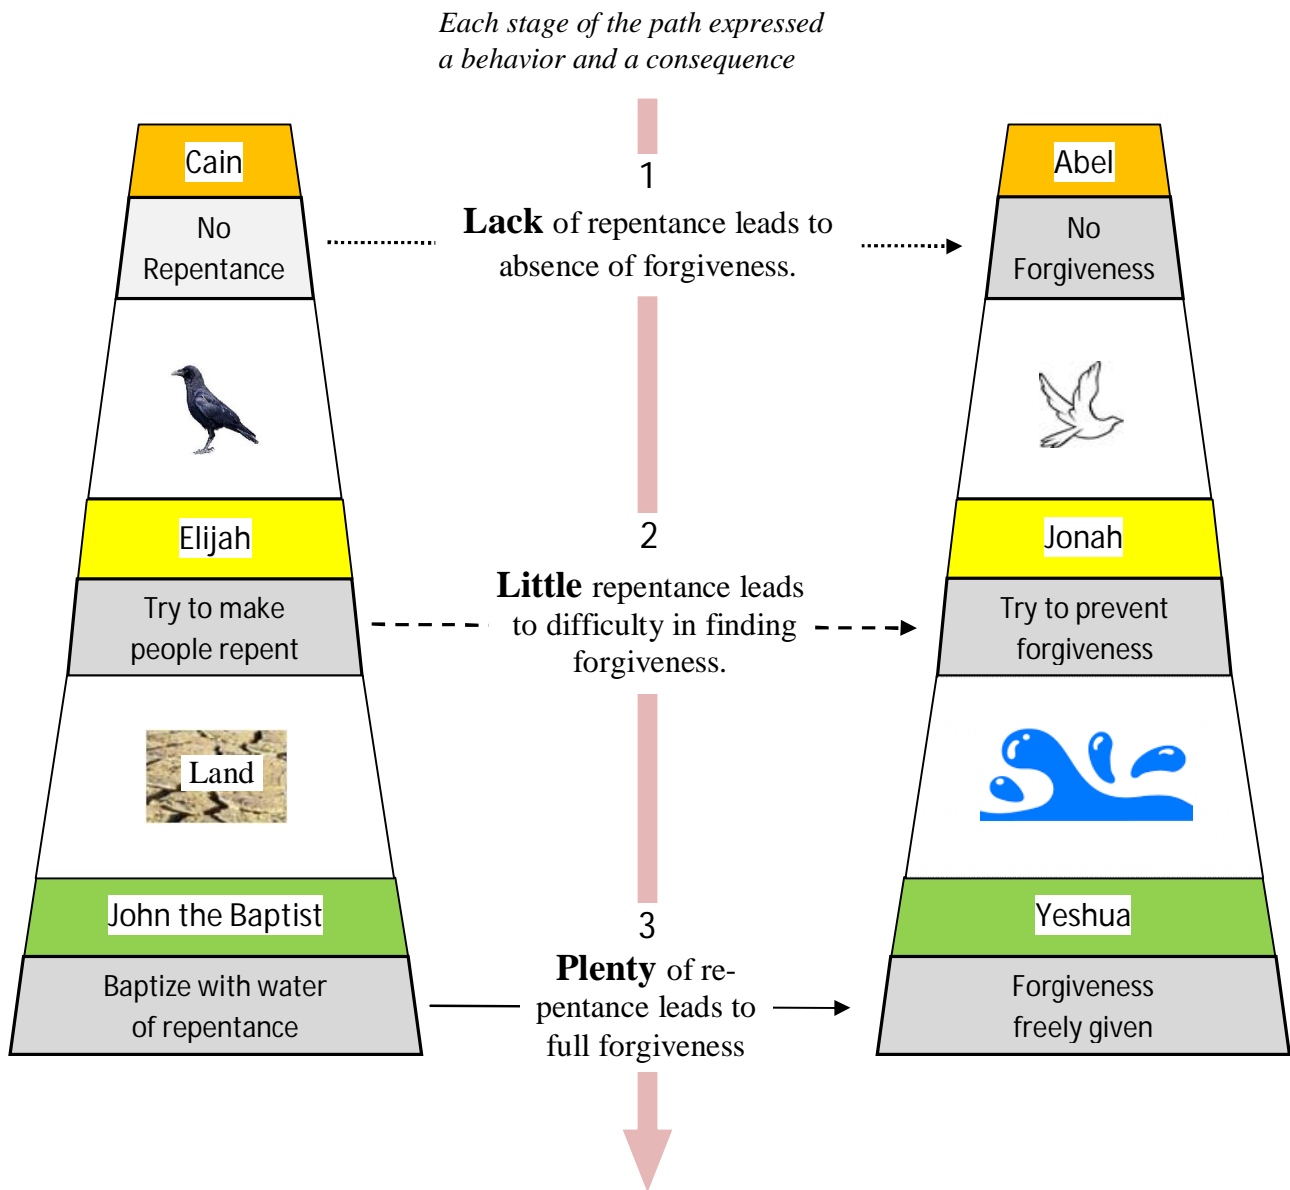 Each stage of the path expressed
a behavior and a consequence
Cain
1
Abel
No
Repentance
Lack of repentance leads to
absence of forgiveness.
No
Forgiveness
Elijah
2
Jonah
Try to make
people repent
Little repentance leads
to difficulty in finding
forgiveness.
Try to prevent
forgiveness
Land
John the Baptist
3
Yeshua
Baptize with water
of repentance
Plenty of re-
pentance leads to
full forgiveness
Forgiveness
freely given